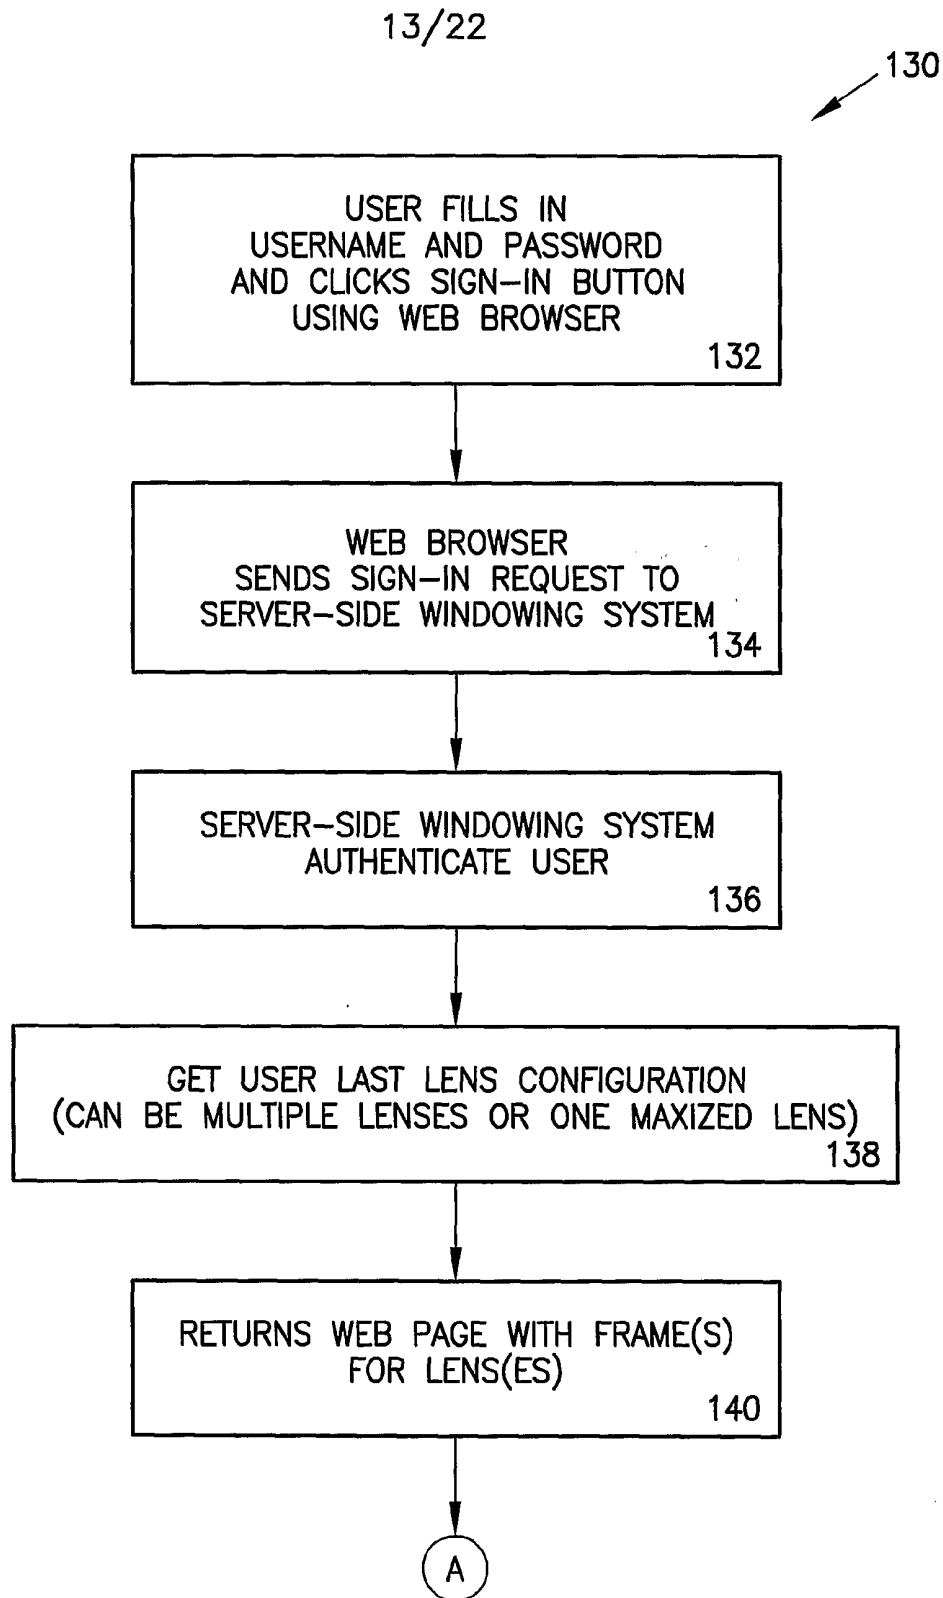 13/22
130
USER FILLS IN
USERNAME AND PASSWORD
AND CLICKS SIGN-IN BUTTON
USING WEB BROWSER
132
WEB BROWSER
SENDS SIGN-IN REQUEST TO
SERVER-SIDE WINDOWING SYSTEM
134
SERVER-SIDE WINDOWING SYSTEM
AUTHENTICATE USER
136
GET USER LAST LENS CONFIGURATION
(CAN BE MULTIPLE LENSES OR ONE MAXIZED LENS)
138
RETURNS WEB PAGE WITH FRAME(S)
FOR LENS(ES)
140
A